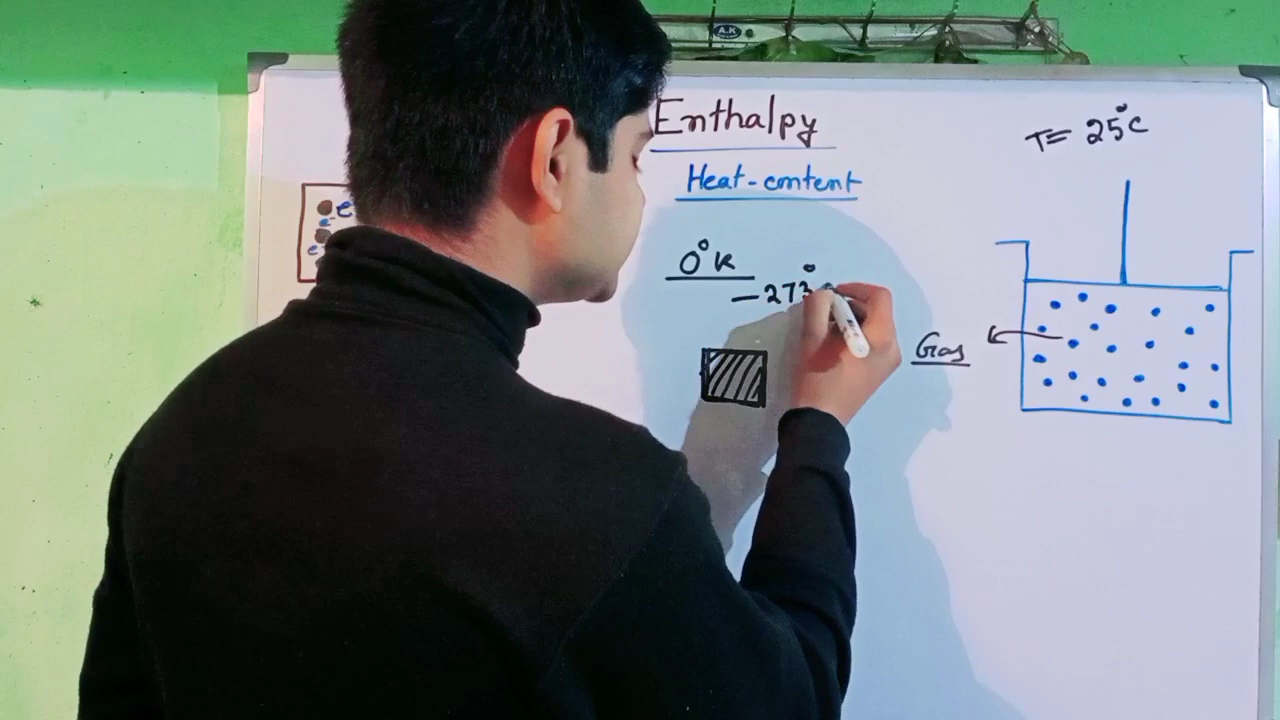 A.K
Enthalpy
Heat-content
T= 25°C
0°K
-273°
Gas
e
e
e